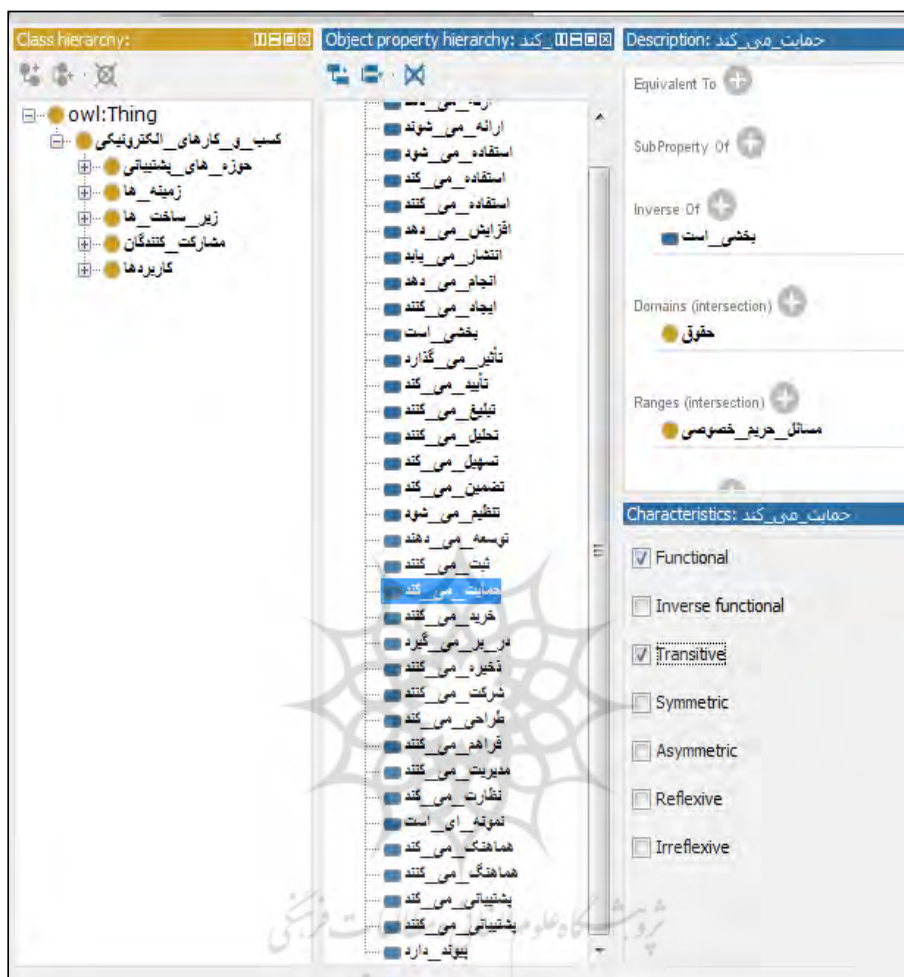 Class hierarchy:
owl:Thing
کسب_و_کارهای_الکترونیکی
حوزه_های_پشتیبانی
زمینه_ها
زیر_ساخت_ها
مشارکت_کنندگان
کاربردها
Object property hierarchy: کند_
ارائه_می_شوند
استفاده_می_شود
استفاده_می_کند
استفاده_می_کنند
افزایش_می_دهد
انتشار_می_یابد
انجام_می_دهد
ایجاد_می_کنند
بخشی_است
تأثیر_می_گذارد
تأیید_می_کند
تبلیغ_می_کنند
تحلیل_می_کنند
تسهیل_می_کند
تضمین_می_کند
تنظیم_می_شود
توسعه_می_دهند
ثبت_می_کنند
حمایت_می_کند
خرید_می_کنند
در_بر_می_گیرد
ذخیره_می_کنند
شرکت_می_کنند
طراحی_می_کند
فراهم_می_کنند
مدیریت_می_کنند
نظارت_می_کند
نمونه_ای_است
هماهنگ_می_کند
هماهنگ_می_کنند
پشتیبانی_می_کند
پشتیبانی_می_کنند
پیوند_دارد
Description: حمایت_می_کند
Equivalent To
SubProperty Of
Inverse Of
بخشی_است
Domains (intersection)
حقوق
Ranges (intersection)
مسائل_حریم_خصوصی
Characteristics: حمایت_می_کند
Functional
Inverse functional
Transitive
Symmetric
Asymmetric
Reflexive
Irreflexive